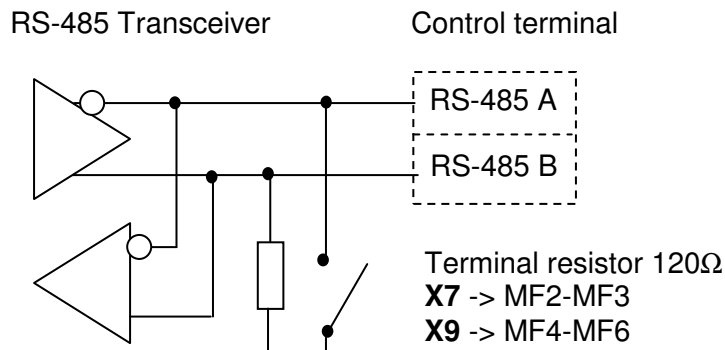 RS-485 Transceiver
Control terminal
RS-485 A
RS-485 B
Terminal resistor 120Ω
X7 -> MF2-MF3
X9 -> MF4-MF6